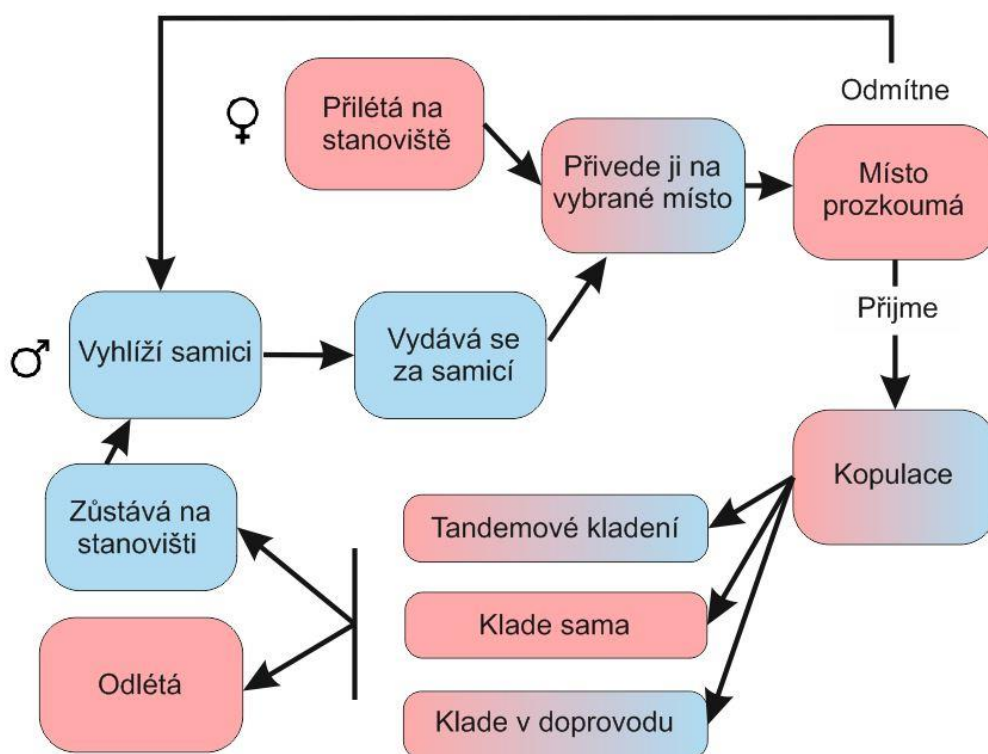 Odmítne
Přilétá na
stanoviště
Přivede ji na
vybrané místo
Místo
prozkoumá
Přijme
Vyhlíží samici
Vydává se
za samicí
Kopulace
Zůstává na
stanovišti
Tandemové kladení
Klade sama
Odlétá
Klade v doprovodu